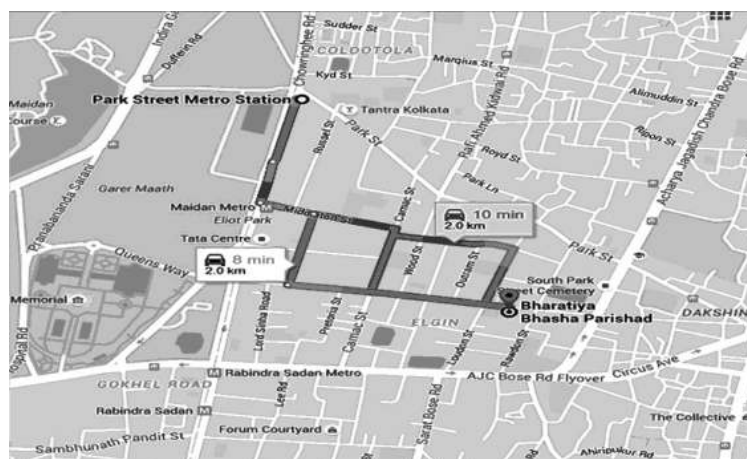 Indira Ga
Dufferin Rd
Chowringhee Rd
Sudder St
COLOOTOLA
Kyd St
Marquis St
Rafi Ahmed Kidwai Rd
Alimuddin St
Acharya Jagadish Chandra Bose Rd
Park Street Metro Station
Maidan
Course
Tantra Kolkata
Russel St
Park St
Royd St
Ripon St
Garer Maath
Park Ln
Pranabananda Sarani
Maidan Metro
Eliot Park
Middleton St
Camac St
10 min
2.0 km
Tata Centre
Queens Way
8 min
2.0 km
Wood St
Outram St
Park St
South Park
Street Cemetery
Memorial
Bharatiya
Bhasha Parishad
DAKSHIN
Hospital Rd
Lord Sinha Road
Pretoria St
Camac St
ELGIN
Loudon St
Rawdon St
Rabindra Sadan Metro
GOKHEL ROAD
AJC Bose Rd Flyover
Circus Ave
Lee Rd
Rabindra Sadan
Forum Courtyard
Sarat Bose Rd
The Collective
Sambhunath Pandit St
Ahiripukur Rd